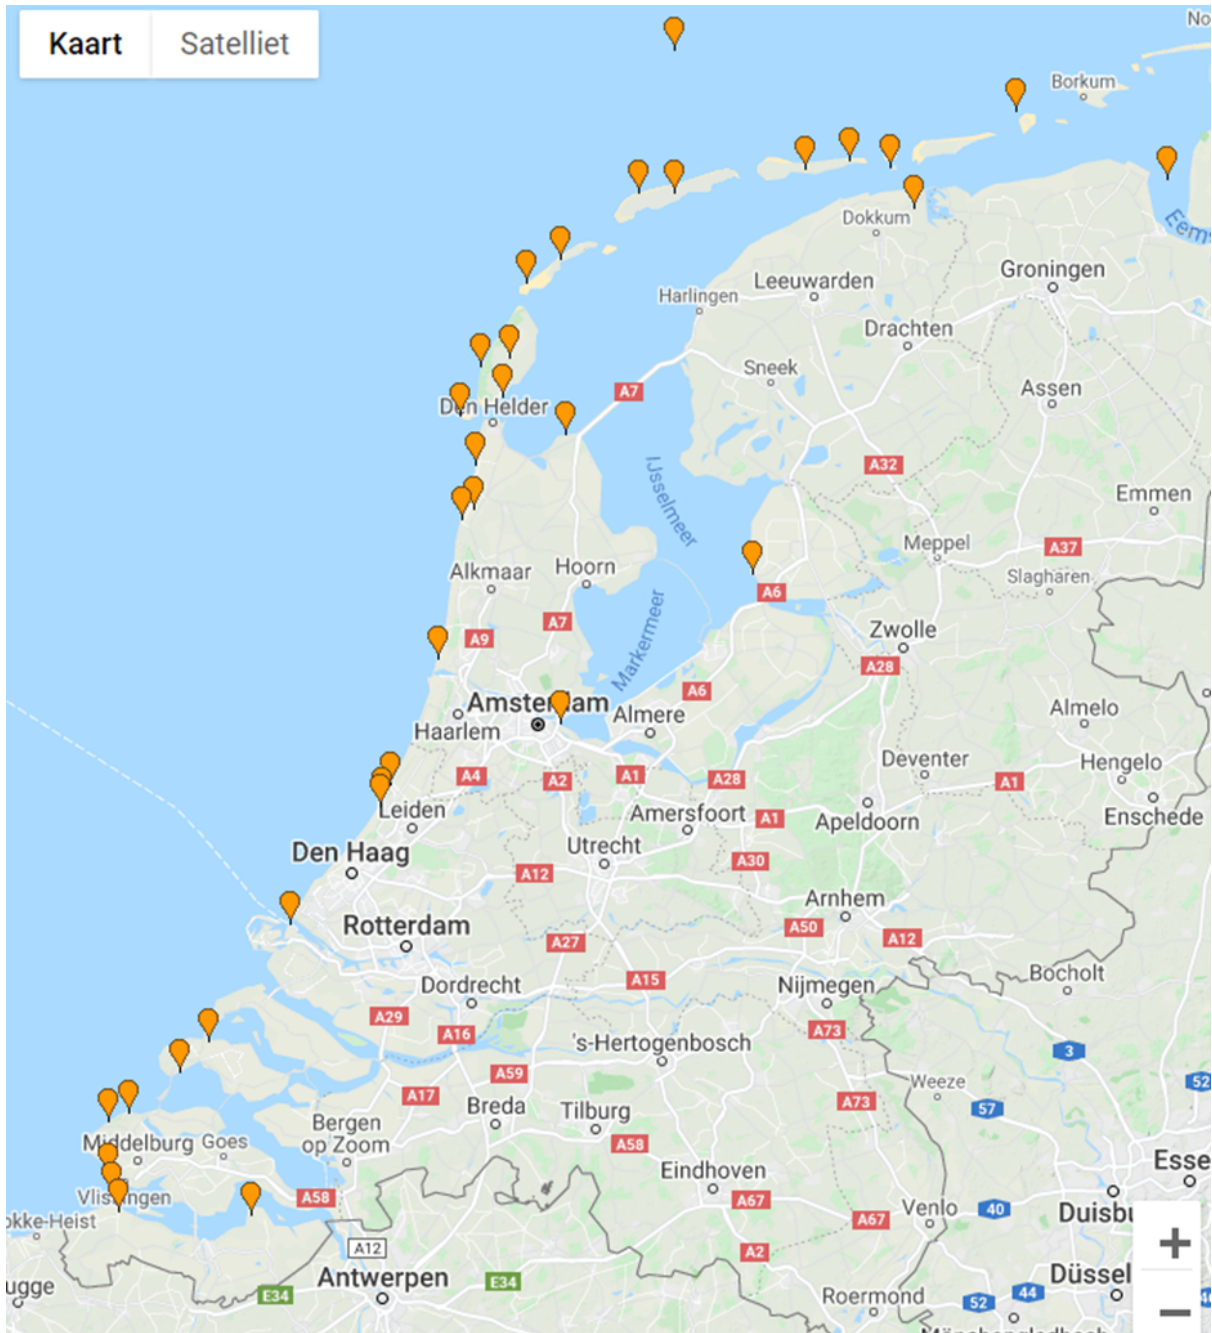 Kaart
Satelliet
No
Borkum
Dokkum
Eems
Groningen
Leeuwarden
Harlingen
Drachten
Sneek
Assen
A7
Den Helder
A32
IJsselmeer
Emmen
Meppel
A37
Alkmaar
Hoorn
Slagharen
A6
Markermeer
A7
A9
Zwolle
A28
A6
Amsterdam
Almere
Almelo
Haarlem
Deventer
Hengelo
A4
A2
A1
A28
A1
Leiden
Amersfoort
A1
Apeldoorn
Enschede
Den Haag
Utrecht
A30
A12
Arnhem
Rotterdam
A50
A27
A12
Dordrecht
A15
Nijmegen
Bocholt
A29
A16
A73
's-Hertogenbosch
3
A59
Weeze
52
A17
Breda
Tilburg
A73
57
Bergen
op Zoom
Middelburg
Goes
A58
Eindhoven
Esse
Vlissingen
A58
A67
Venlo
40
Duisbu
okke-Heist
A67
A12
A2
Antwerpen
E34
Düssel
ugge
E34
Roermond
52
44
40
Mönchengladbach